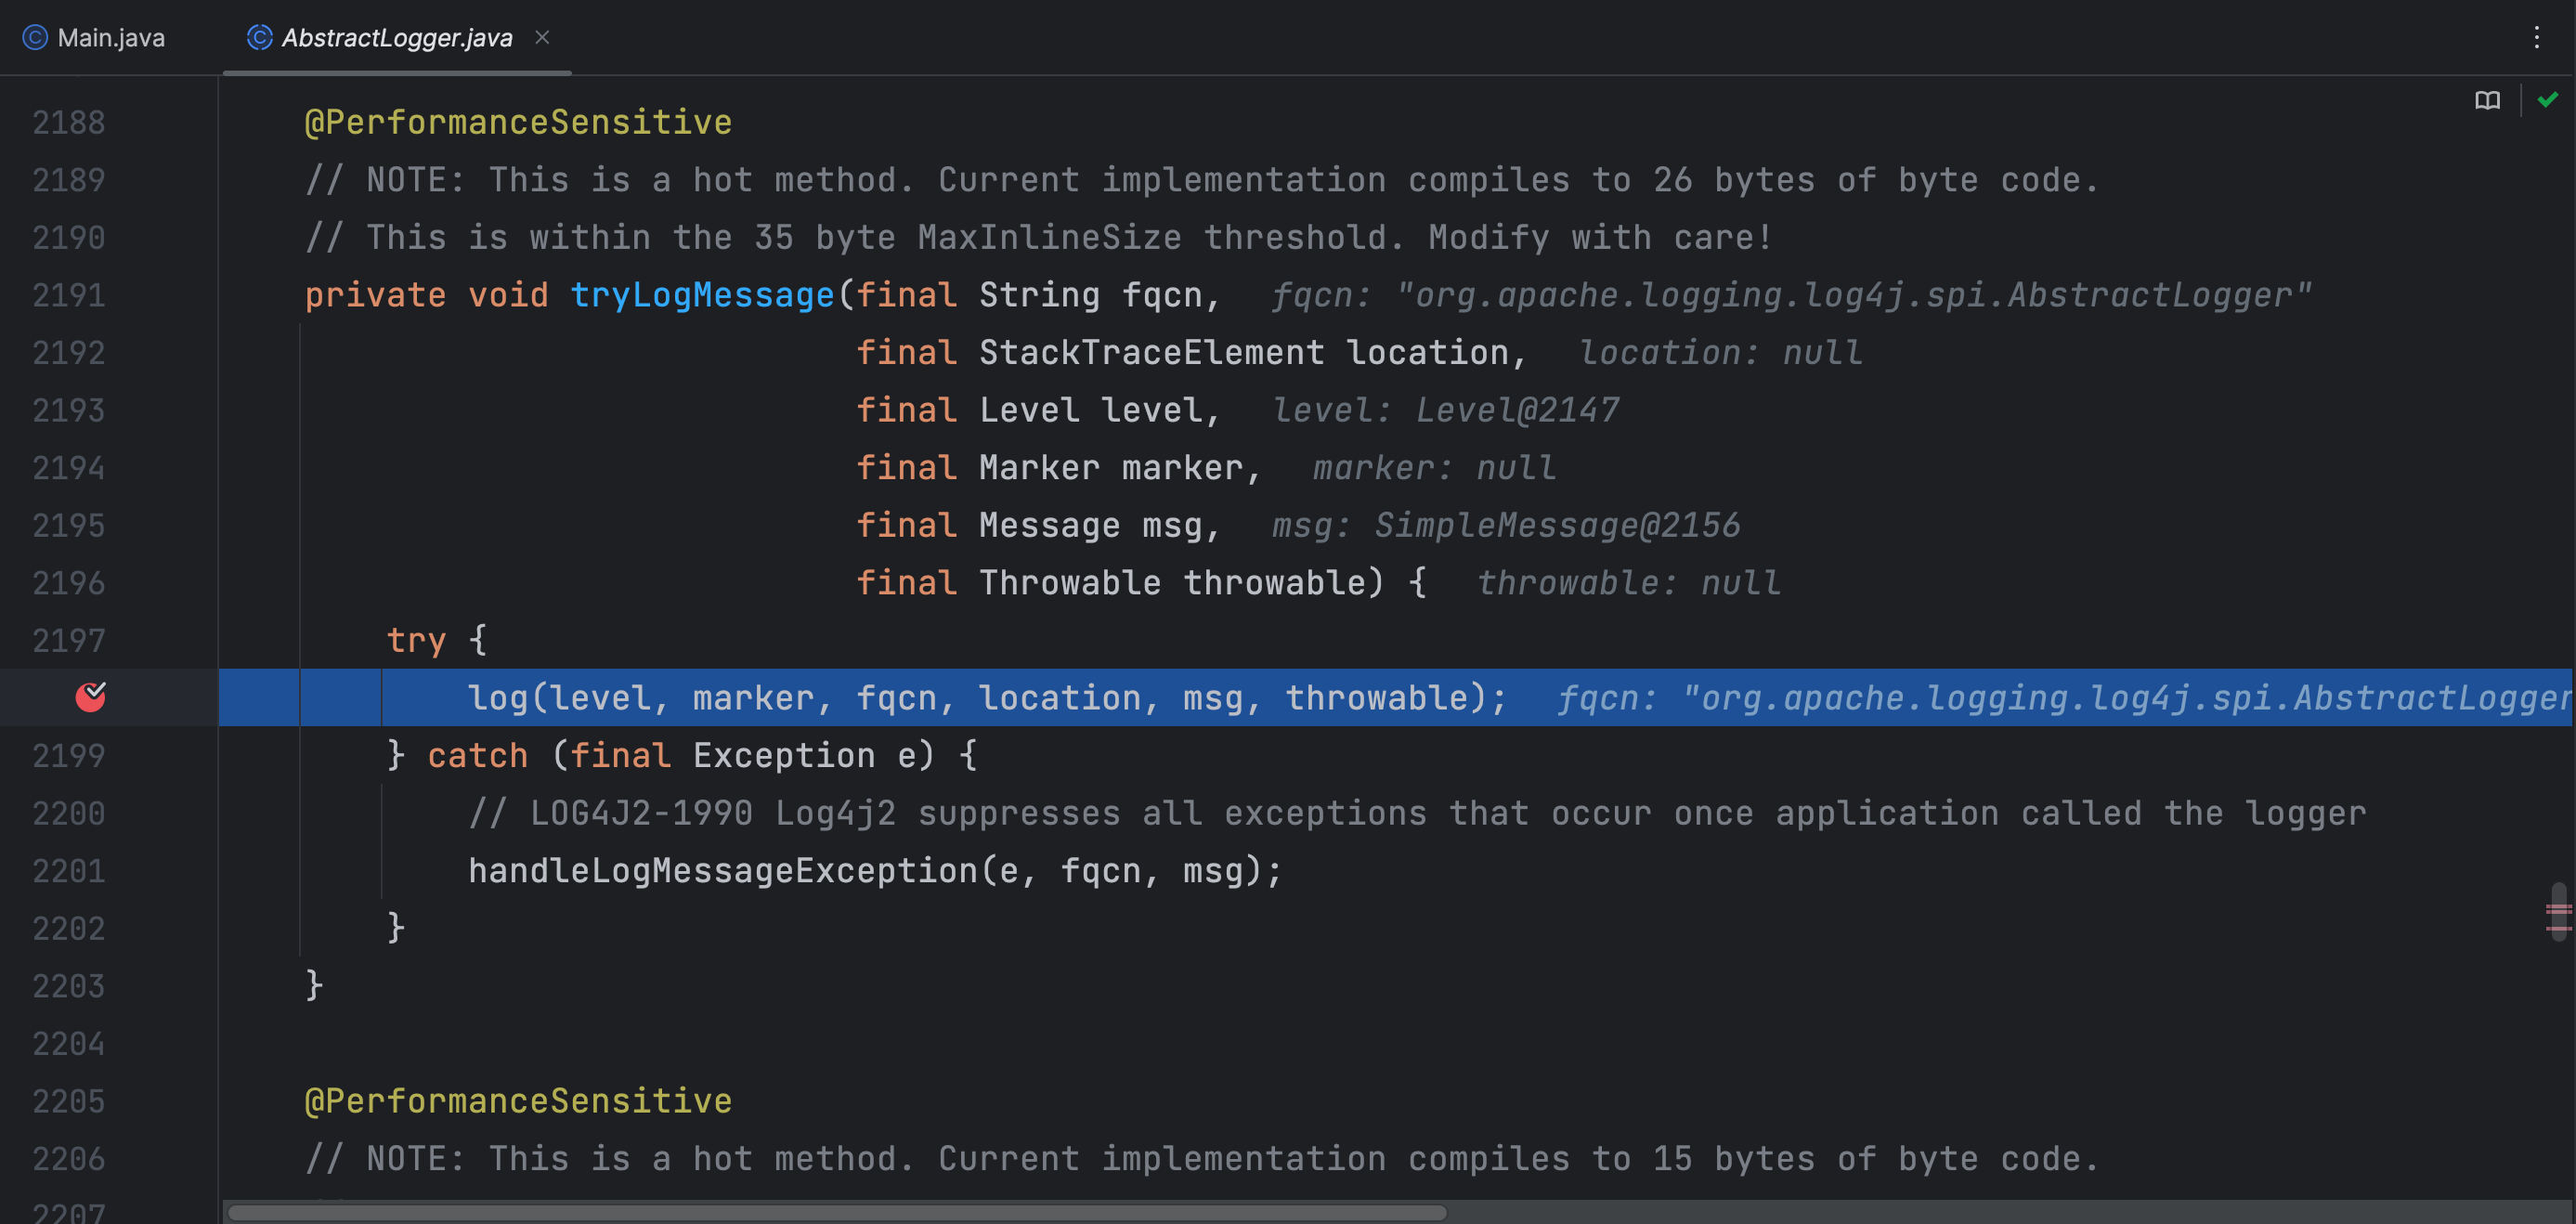 Main.java AbstractLogger.java
2188 @PerformanceSensitive
2189 // NOTE: This is a hot method. Current implementation compiles to 26 bytes of byte code.
2190 // This is within the 35 byte MaxInlineSize threshold. Modify with care!
2191 private void tryLogMessage(final String fqcn, fqcn: "org.apache.logging.log4j.spi.AbstractLogger"
2192 final StackTraceElement location, location: null
2193 final Level level, level: Level@2147
2194 final Marker marker, marker: null
2195 final Message msg, msg: SimpleMessage@2156
2196 final Throwable throwable) { throwable: null
2197 try {
log(level, marker, fqcn, location, msg, throwable); fqcn: "org.apache.logging.log4j.spi.AbstractLogger
2199 } catch (final Exception e) {
2200 // LOG4J2-1990 Log4j2 suppresses all exceptions that occur once application called the logger
2201 handleLogMessageException(e, fqcn, msg);
2202 }
2203 }
2204
2205 @PerformanceSensitive
2206 // NOTE: This is a hot method. Current implementation compiles to 15 bytes of byte code.
2207